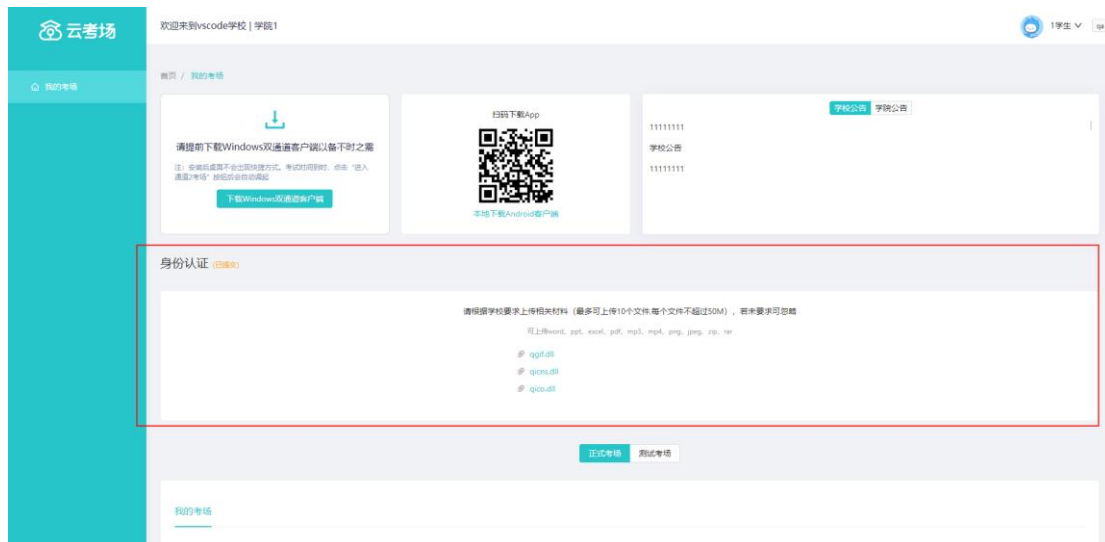 云考场
欢迎来到vscode学校 | 学院1
1学生
我的考场
首页 / 我的考场
请提前下载Windows双通道客户端以备不时之需
注：安装后桌面不会出现快捷方式。考试时间到时，点击“进入
通道2考场”按钮后会自动调起
下载Windows双通道客户端
扫码下载App
本地下载Android客户端
学校公告 学院公告
11111111
学校公告
11111111
身份认证 (已提交)
请根据学校要求上传相关材料（最多可上传10个文件,每个文件不超过50M），若未要求可忽略
可上传word, ppt, excel, pdf, mp3, mp4, png, jpeg, zip, rar
qgif.dll
qicns.dll
qico.dll
正式考场 测试考场
我的考场